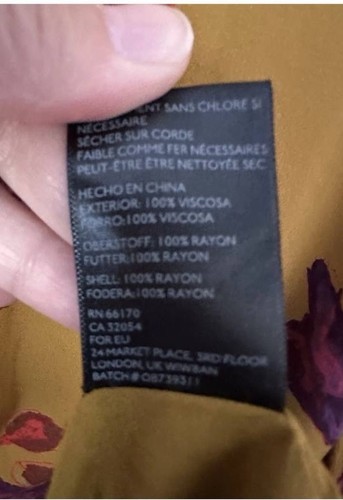 ENT SANS CHLORE SI
NÉCESSAIRE
SÉCHER SUR CORDE
FAIBLE COMME FER NÉCESSAIRES
PEUT-ÊTRE ÊTRE NETTOYÉE SEC
HECHO EN CHINA
EXTERIOR: 100% VISCOSA
FORRO:100% VISCOSA
OBERSTOFF: 100% RAYON
FUTTER:100% RAYON
SHELL: 100% RAYON
FODERA:100% RAYON
RN 66170
CA 32054
FOR EU
24 MARKET PLACE, 3RD FLOOR
LONDON, UK W1W8AN
BATCH # OB739311